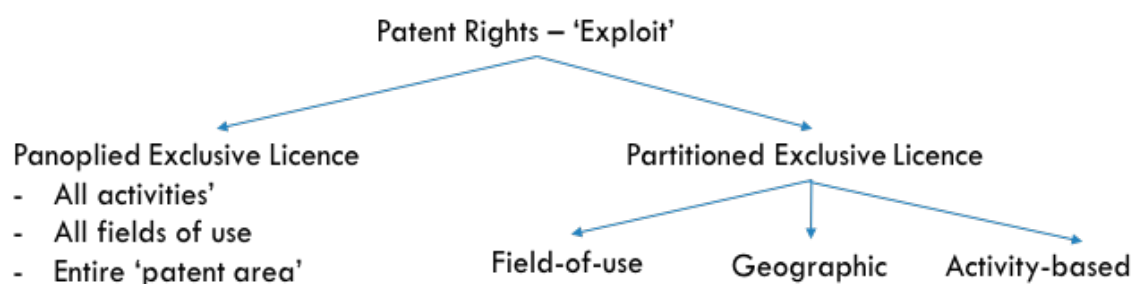 Patent Rights – ‘Exploit’
Panoplied Exclusive Licence
- All activities’
- All fields of use
- Entire ‘patent area’
Partitioned Exclusive Licence
Field-of-use
Geographic
Activity-based